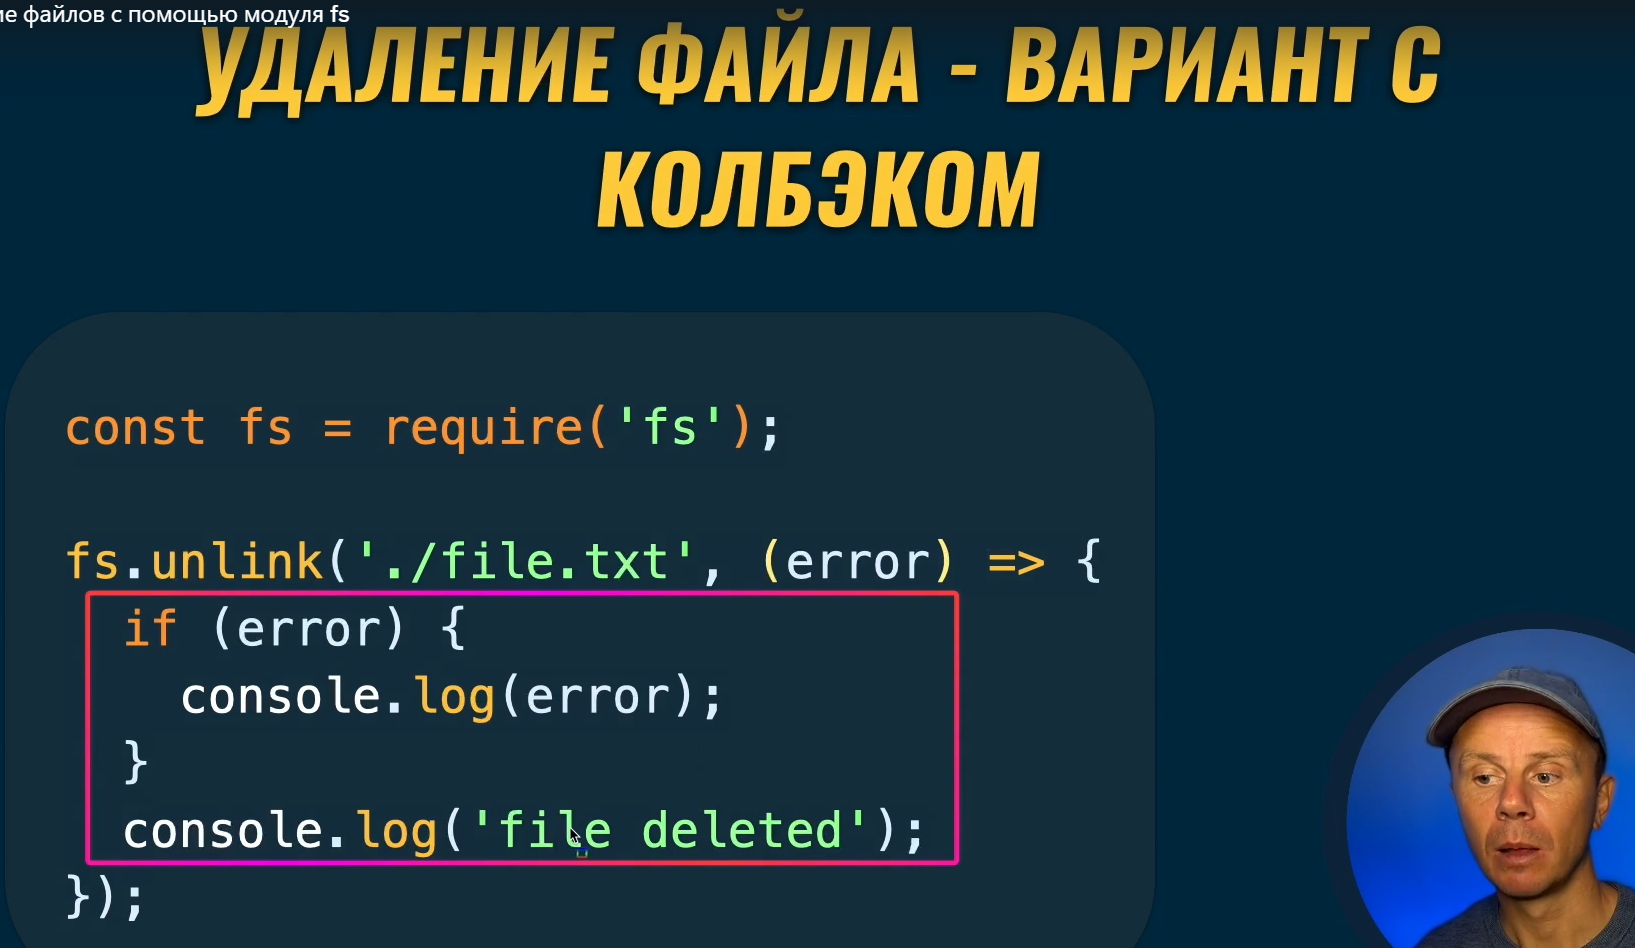 ие файлов с помощью модуля fs
УДАЛЕНИЕ ФАЙЛА - ВАРИАНТ С
КОЛБЭКОМ
const fs = require('fs');
fs.unlink('./file.txt', (error) => {
  if (error) {
    console.log(error);
  }
  console.log('file deleted');
});